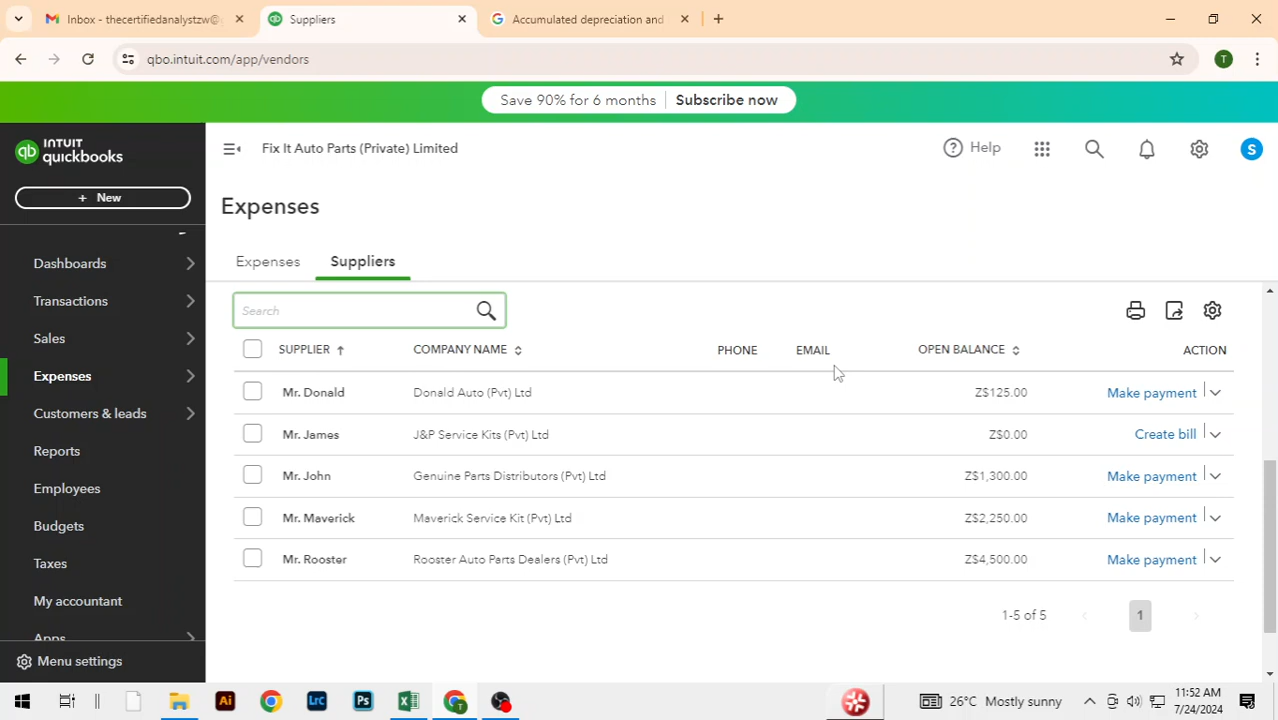 Inbox - thecertifiedanalystzw@
Suppliers
Accumulated depreciation and
qbo.intuit.com/app/vendors
T
Save 90% for 6 months
Subscribe now
INTUIT
quickbooks
qb
Fix It Auto Parts (Private) Limited
Help
S
+ New
Expenses
Dashboards
Transactions
Sales
Expenses
Customers & leads
Reports
Employees
Budgets
Taxes
My accountant
Apps
Menu settings
Expenses
Suppliers
Search
SUPPLIER COMPANY NAME PHONE EMAIL OPEN BALANCE ACTION
Mr. Donald Donald Auto (Pvt) Ltd Z$125.00 Make payment
Mr. James J&P Service Kits (Pvt) Ltd Z$0.00 Create bill
Mr. John Genuine Parts Distributors (Pvt) Ltd Z$1,300.00 Make payment
Mr. Maverick Maverick Service Kit (Pvt) Ltd Z$2,250.00 Make payment
Mr. Rooster Rooster Auto Parts Dealers (Pvt) Ltd Z$4,500.00 Make payment
1-5 of 5
1
Ai
Lrc
Ps
26°C Mostly sunny
11:52 AM
7/24/2024